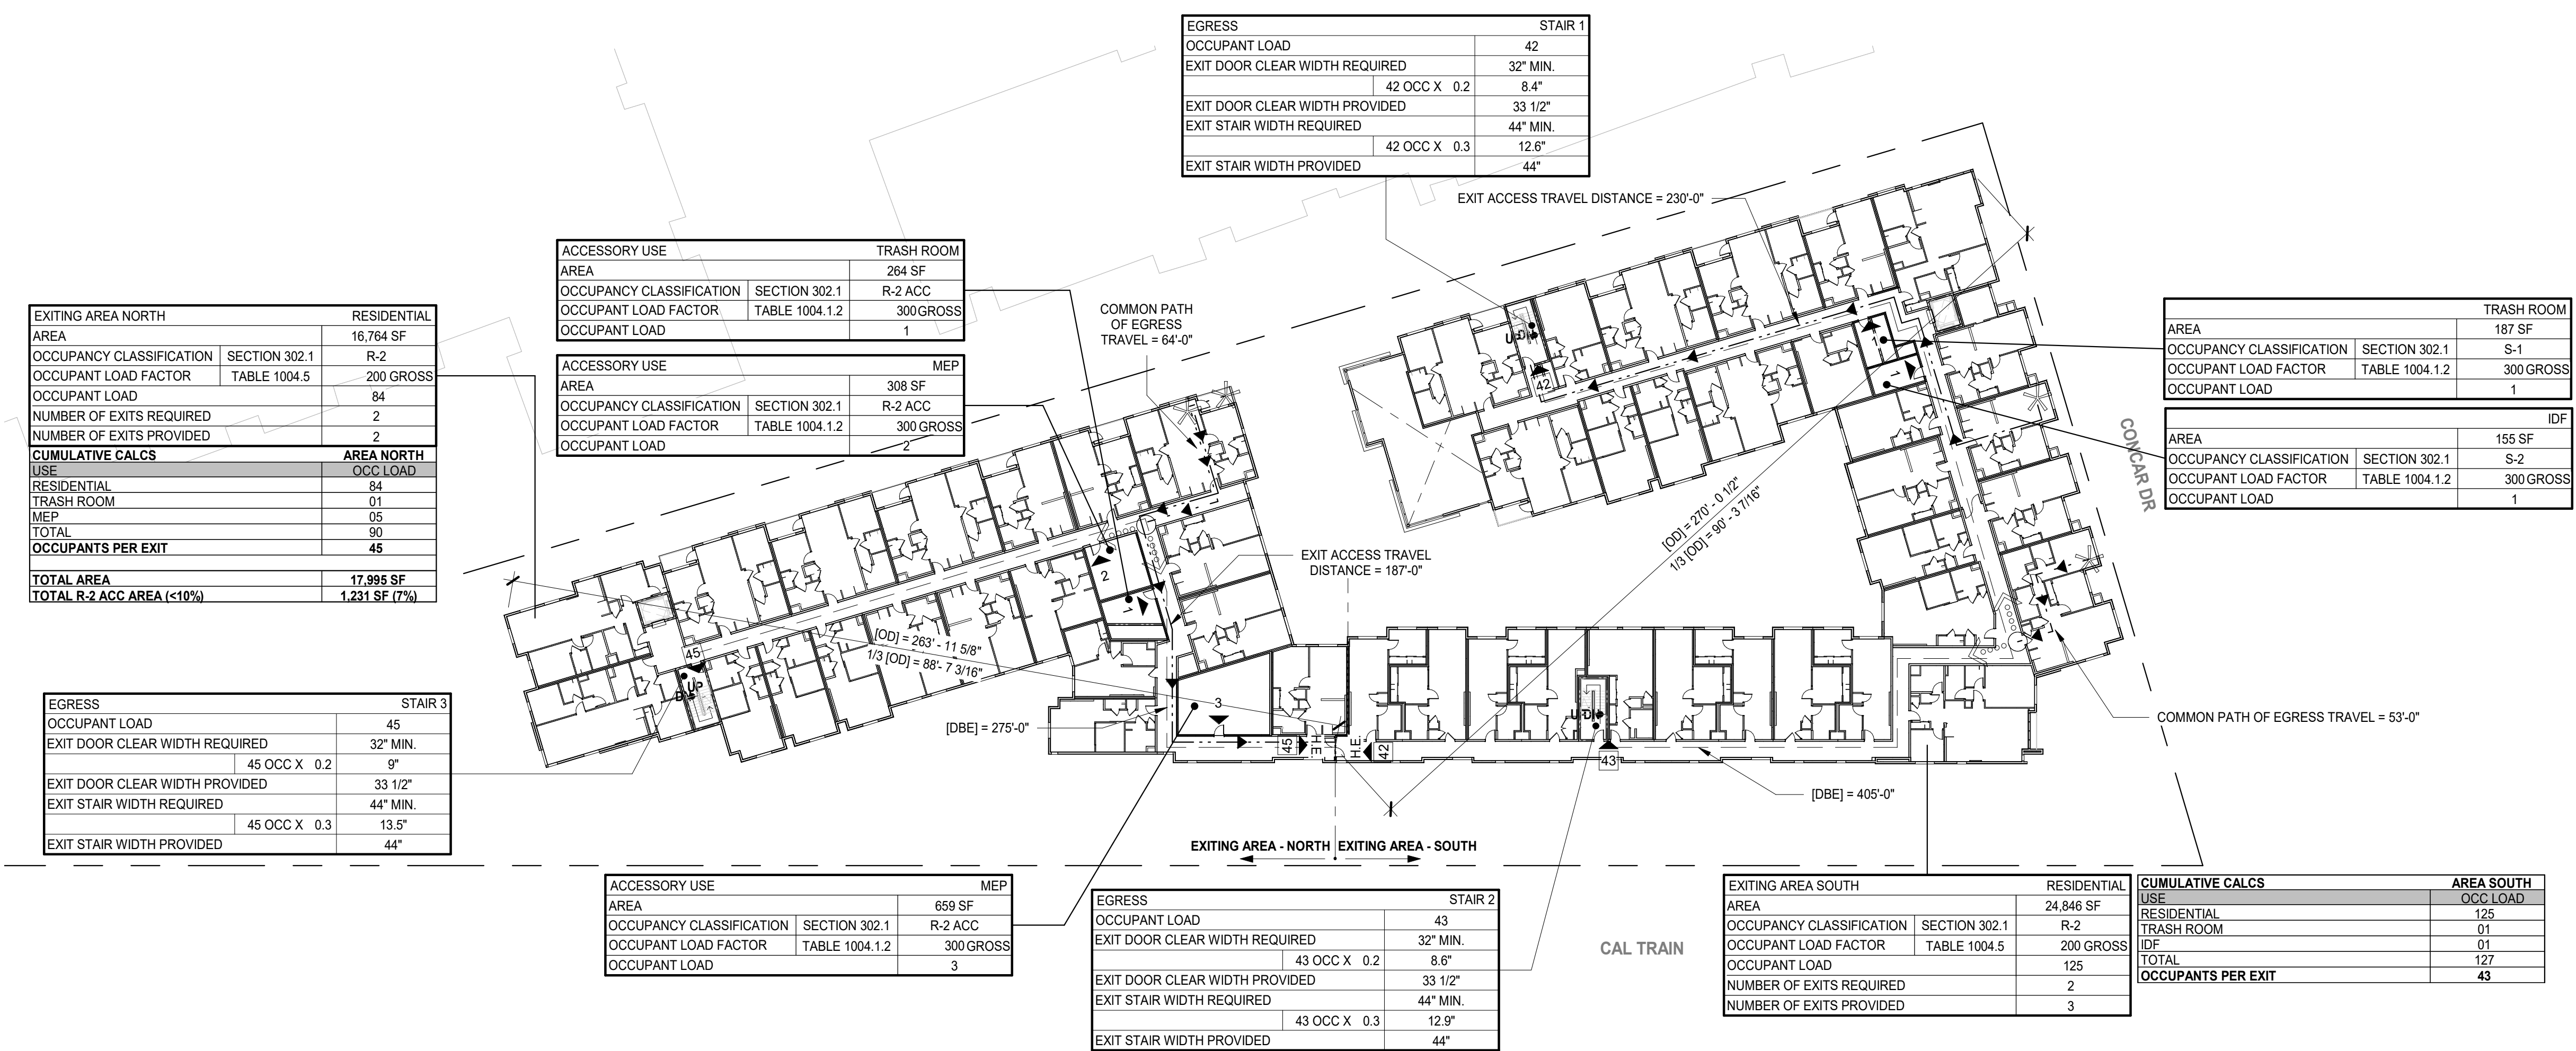 EGRESS STAIR 1
OCCUPANT LOAD 42
EXIT DOOR CLEAR WIDTH REQUIRED 32" MIN.
42 OCC X 0.2 8.4"
EXIT DOOR CLEAR WIDTH PROVIDED 33 1/2"
EXIT STAIR WIDTH REQUIRED 44" MIN.
42 OCC X 0.3 12.6"
EXIT STAIR WIDTH PROVIDED 44"
EXIT ACCESS TRAVEL DISTANCE = 230'-0"
ACCESSORY USE TRASH ROOM
AREA 264 SF
OCCUPANCY CLASSIFICATION SECTION 302.1 R-2 ACC
OCCUPANT LOAD FACTOR TABLE 1004.1.2 300 GROSS
OCCUPANT LOAD 1
ACCESSORY USE MEP
AREA 308 SF
OCCUPANCY CLASSIFICATION SECTION 302.1 R-2 ACC
OCCUPANT LOAD FACTOR TABLE 1004.1.2 300 GROSS
OCCUPANT LOAD 2
COMMON PATH
OF EGRESS
TRAVEL = 64'-0"
EXITING AREA NORTH RESIDENTIAL
AREA 16,764 SF
OCCUPANCY CLASSIFICATION SECTION 302.1 R-2
OCCUPANT LOAD FACTOR TABLE 1004.5 200 GROSS
OCCUPANT LOAD 84
NUMBER OF EXITS REQUIRED 2
NUMBER OF EXITS PROVIDED 2
CUMULATIVE CALCS AREA NORTH
USE OCC LOAD
RESIDENTIAL 84
TRASH ROOM 01
MEP 05
TOTAL 90
OCCUPANTS PER EXIT 45
TOTAL AREA 17,995 SF
TOTAL R-2 ACC AREA (<10%) 1,231 SF (7%)
TRASH ROOM
AREA 187 SF
OCCUPANCY CLASSIFICATION SECTION 302.1 S-1
OCCUPANT LOAD FACTOR TABLE 1004.1.2 300 GROSS
OCCUPANT LOAD 1
IDF
AREA 155 SF
OCCUPANCY CLASSIFICATION SECTION 302.1 S-2
OCCUPANT LOAD FACTOR TABLE 1004.1.2 300 GROSS
OCCUPANT LOAD 1
CONCAR DR
UP DN
42
1
1
[OD] = 270' - 0 1/2"
1/3 [OD] = 90' - 3 7/16"
EXIT ACCESS TRAVEL
DISTANCE = 187'-0"
2
1
[OD] = 263' - 11 5/8"
1/3 [OD] = 88' - 7 3/16"
45
UP
DN
3
[DBE] = 275'-0"
45
H.E.
H.E.
42
UP DN
43
[DBE] = 405'-0"
COMMON PATH OF EGRESS TRAVEL = 53'-0"
EGRESS STAIR 3
OCCUPANT LOAD 45
EXIT DOOR CLEAR WIDTH REQUIRED 32" MIN.
45 OCC X 0.2 9"
EXIT DOOR CLEAR WIDTH PROVIDED 33 1/2"
EXIT STAIR WIDTH REQUIRED 44" MIN.
45 OCC X 0.3 13.5"
EXIT STAIR WIDTH PROVIDED 44"
EXITING AREA - NORTH EXITING AREA - SOUTH
ACCESSORY USE MEP
AREA 659 SF
OCCUPANCY CLASSIFICATION SECTION 302.1 R-2 ACC
OCCUPANT LOAD FACTOR TABLE 1004.1.2 300 GROSS
OCCUPANT LOAD 3
EGRESS STAIR 2
OCCUPANT LOAD 43
EXIT DOOR CLEAR WIDTH REQUIRED 32" MIN.
43 OCC X 0.2 8.6"
EXIT DOOR CLEAR WIDTH PROVIDED 33 1/2"
EXIT STAIR WIDTH REQUIRED 44" MIN.
43 OCC X 0.3 12.9"
EXIT STAIR WIDTH PROVIDED 44"
CAL TRAIN
EXITING AREA SOUTH RESIDENTIAL
AREA 24,846 SF
OCCUPANCY CLASSIFICATION SECTION 302.1 R-2
OCCUPANT LOAD FACTOR TABLE 1004.5 200 GROSS
OCCUPANT LOAD 125
NUMBER OF EXITS REQUIRED 2
NUMBER OF EXITS PROVIDED 3
CUMULATIVE CALCS AREA SOUTH
USE OCC LOAD
RESIDENTIAL 125
TRASH ROOM 01
IDF 01
TOTAL 127
OCCUPANTS PER EXIT 43